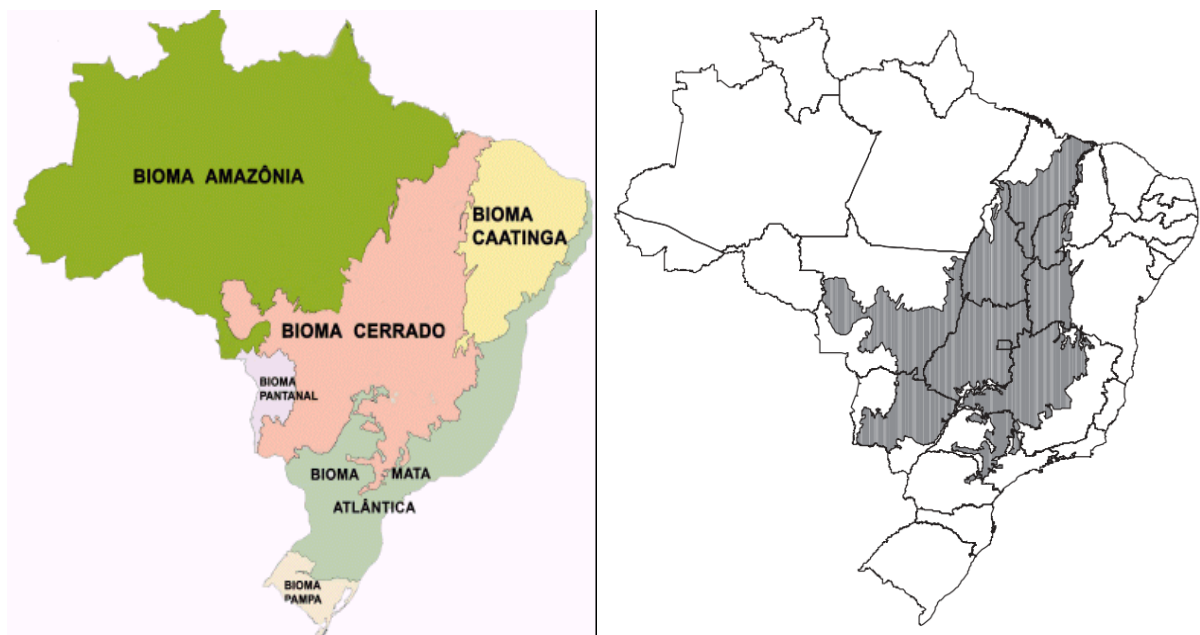 BIOMA AMAZÔNIA
BIOMA
CAATINGA
BIOMA CERRADO
BIOMA
PANTANAL
BIOMA MATA
ATLÂNTICA
BIOMA
PAMPA